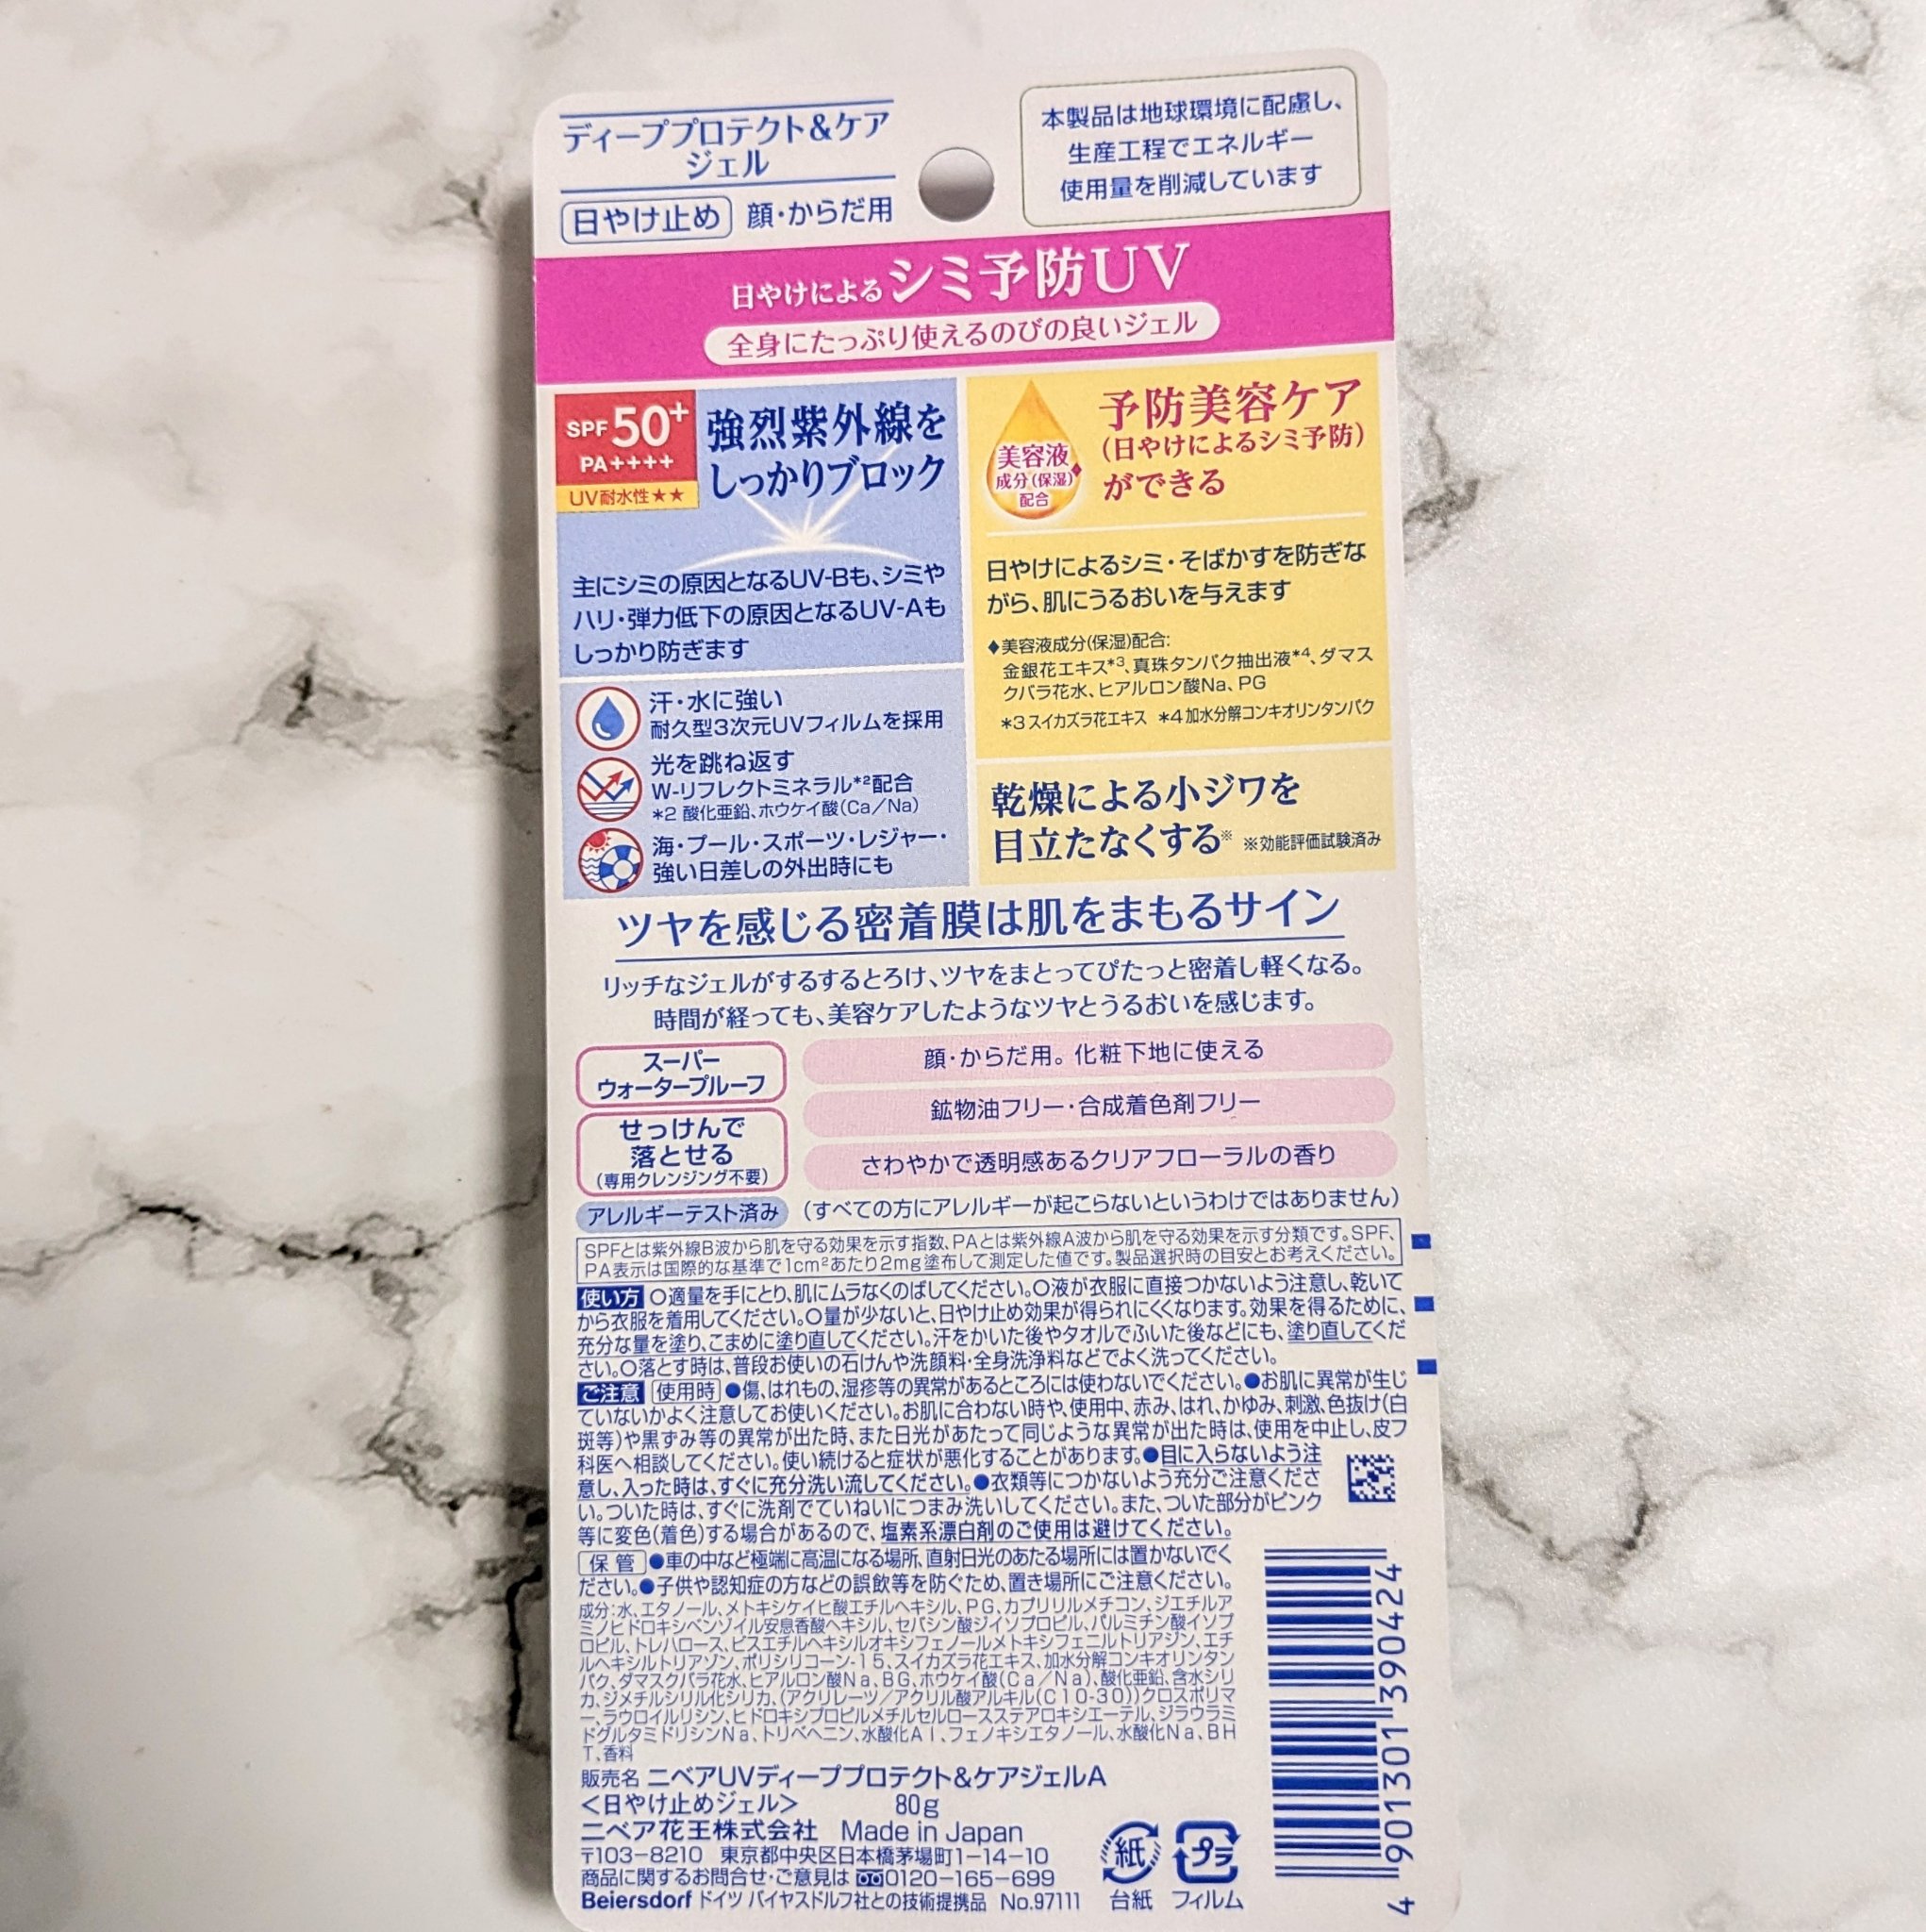 ディーププロテクト&ケア
ジェル
日やけ止め 顔・からだ用
本製品は地球環境に配慮し、
生産工程でエネルギー
使用量を削減しています
日やけによるシミ予防UV
全身にたっぷり使えるのびの良いジェル
SPF50+
PA++++
UV耐水性★★
強烈紫外線を
しっかりブロック
主にシミの原因となるUV-Bも、シミや
ハリ・弾力低下の原因となるUV-Aも
しっかり防ぎます
汗・水に強い
耐久型3次元UVフィルムを採用
光を跳ね返す
W-リフレクトミネラル*2配合
*2 酸化亜鉛、ホウケイ酸(Ca/Na)
海・プール・スポーツ・レジャー・
強い日差しの外出時にも
美容液
成分(保湿)♦
配合
予防美容ケア
(日やけによるシミ予防)
ができる
日やけによるシミ・そばかすを防ぎな
がら、肌にうるおいを与えます
♦美容液成分(保湿)配合:
金銀花エキス*3、真珠タンパク抽出液*4、ダマス
クバラ花水、ヒアルロン酸Na、PG
*3 スイカズラ花エキス *4 加水分解コンキオリンタンパク
乾燥による小ジワを
目立たなくする※ ※効能評価試験済み
ツヤを感じる密着膜は肌をまもるサイン
リッチなジェルがするするとろけ、ツヤをまとってぴたっと密着し軽くなる。
時間が経っても、美容ケアしたようなツヤとうるおいを感じます。
スーパー
ウォータープルーフ
せっけんで
落とせる
(専用クレンジング不要)
顔・からだ用。化粧下地に使える
鉱物油フリー・合成着色剤フリー
さわやかで透明感あるクリアフローラルの香り
アレルギーテスト済み (すべての方にアレルギーが起こらないというわけではありません)
SPFとは紫外線B波から肌を守る効果を示す指数、PAとは紫外線A波から肌を守る効果を示す分類です。SPF、
PA表示は国際的な基準で1cm²あたり2mg塗布して測定した値です。製品選択時の目安とお考えください。
使い方 ○適量を手にとり、肌にムラなくのばしてください。○液が衣服に直接つかないよう注意し、乾いて
から衣服を着用してください。○量が少ないと、日やけ止め効果が得られにくくなります。効果を得るために、
充分な量を塗り、こまめに塗り直してください。汗をかいた後やタオルでふいた後などにも、塗り直してくだ
さい。○落とす時は、普段お使いの石けんや洗顔料・全身洗浄料などでよく洗ってください。
ご注意 使用時 ●傷、はれもの、湿疹等の異常があるところには使わないでください。●お肌に異常が生じ
ていないかよく注意してお使いください。お肌に合わない時や、使用中、赤み、はれ、かゆみ、刺激、色抜け(白
斑等)や黒ずみ等の異常が出た時、また日光があたって同じような異常が出た時は、使用を中止し、皮フ
科医へ相談してください。使い続けると症状が悪化することがあります。●目に入らないよう注
意し、入った時は、すぐに充分洗い流してください。●衣類等につかないよう充分ご注意くださ
い。ついた時は、すぐに洗剤でていねいにつまみ洗いしてください。また、ついた部分がピンク
等に変色(着色)する場合があるので、塩素系漂白剤のご使用は避けてください。
保管 ●車の中など極端に高温になる場所、直射日光のあたる場所には置かないでく
ださい。●子供や認知症の方などの誤飲等を防ぐため、置き場所にご注意ください。
成分:水、エタノール、メトキシケイヒ酸エチルヘキシル、PG、カプリリルメチコン、ジエチルア
ミノヒドロキシベンゾイル安息香酸ヘキシル、セバシン酸ジイソプロピル、パルミチン酸イソプ
ロピル、トレハロース、ビスエチルヘキシルオキシフェノールメトキシフェニルトリアジン、エチ
ルヘキシルトリアゾン、ポリシリコーン-15、スイカズラ花エキス、加水分解コンキオリンタン
パク、ダマスクバラ花水、ヒアルロン酸Na、BG、ホウケイ酸(Ca/Na)、酸化亜鉛、含水シリ
カ、ジメチルシリル化シリカ、(アクリレーツ/アクリル酸アルキル(C10-30))クロスポリマ
ー、ラウロイルリシン、ヒドロキシプロピルメチルセルロースステアロキシエーテル、ジラウラミ
ドグルタミドリシンNa、トリベヘニン、水酸化Al、フェノキシエタノール、水酸化Na、BH
T、香料
販売名 ニベアUVディーププロテクト&ケアジェルA
<日やけ止めジェル> 80g
ニベア花王株式会社 Made in Japan
〒103-8210 東京都中央区日本橋茅場町1-14-10
商品に関するお問合せ・ご意見は 0120-165-699
Beiersdorf ドイツ バイヤスドルフ社との技術提携品 No.97111
紙
台紙
プラ
フィルム
4 901301 390424